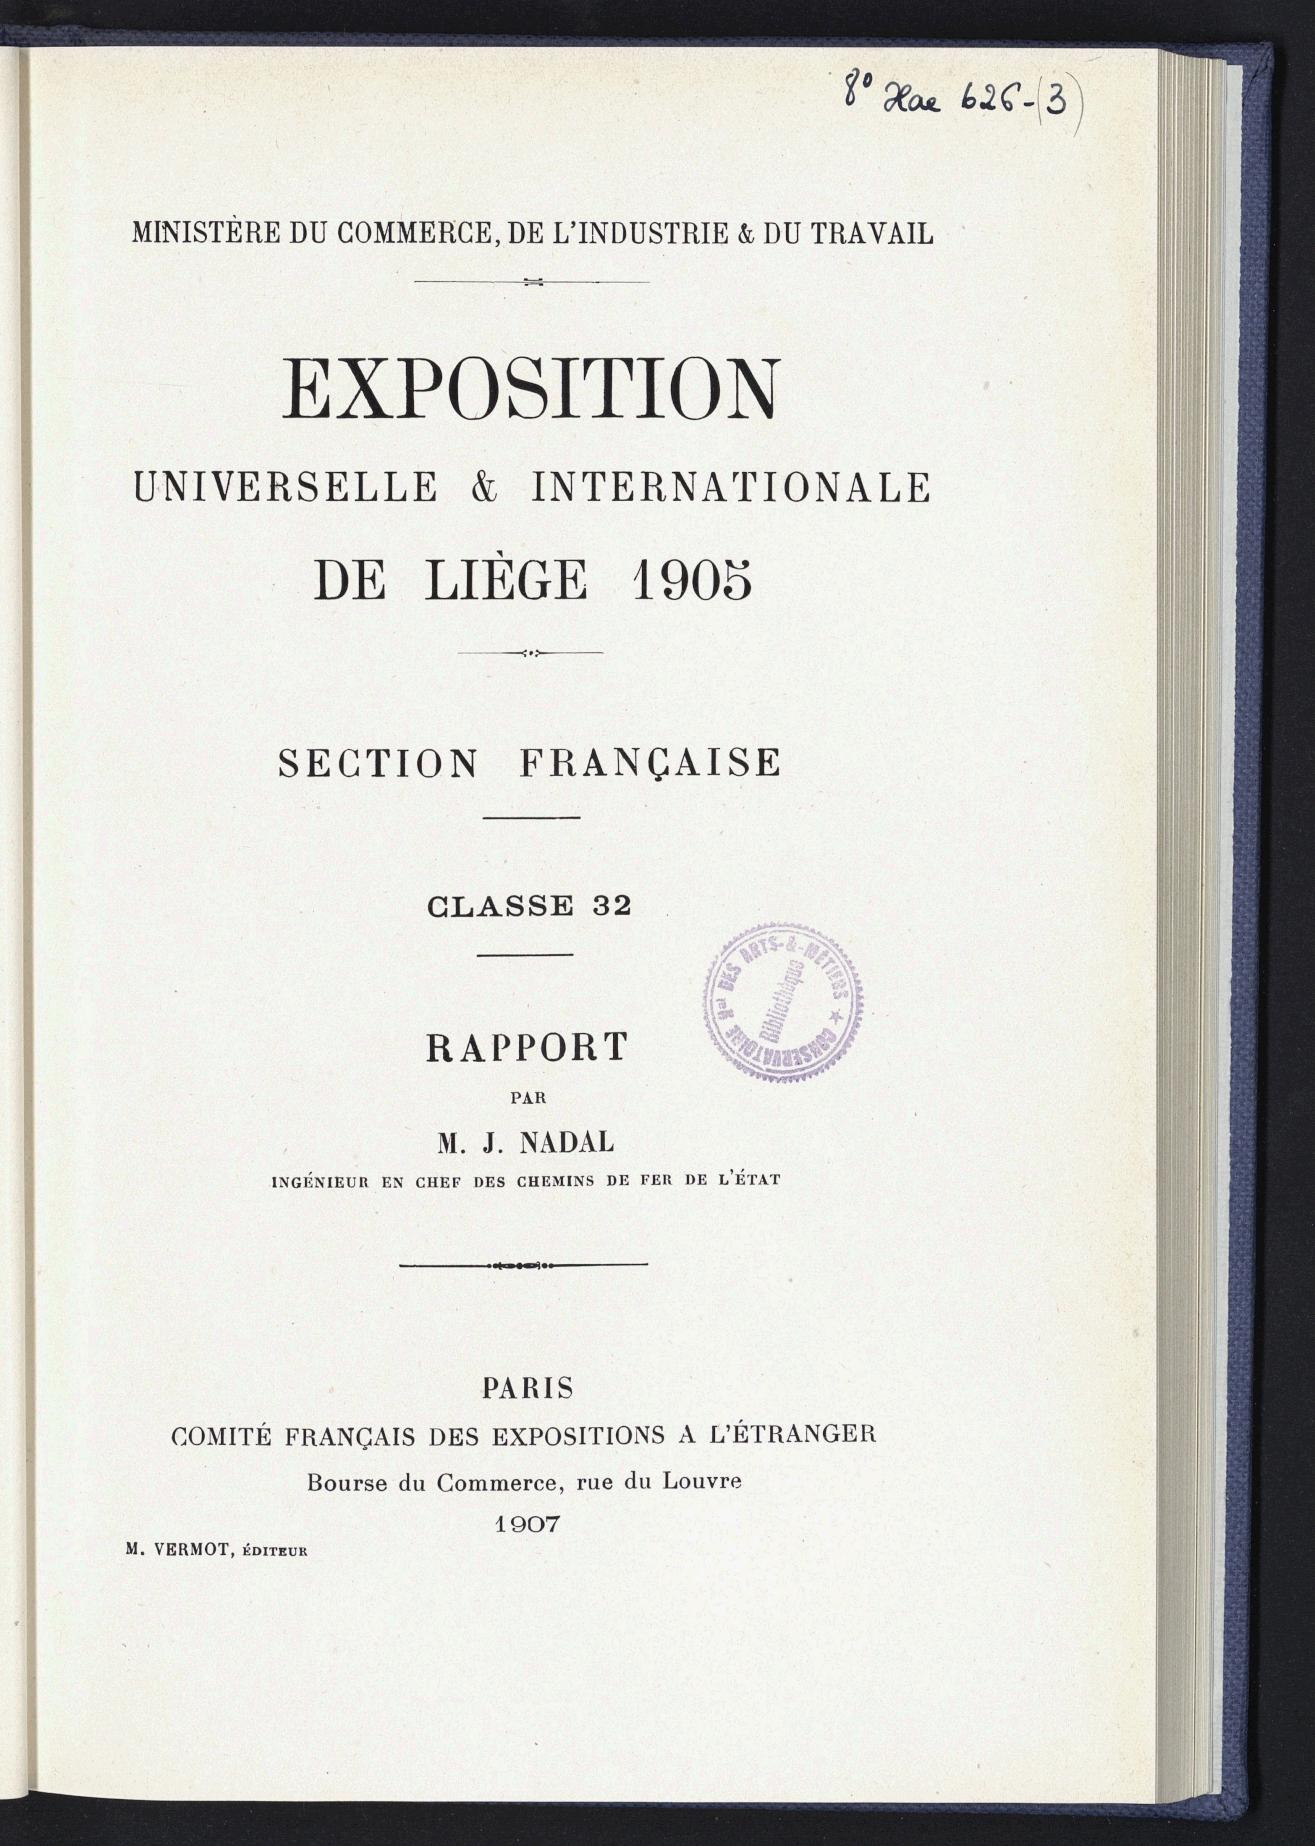 8° Hae 626-(3)
MINISTÈRE DU COMMERCE, DE L'INDUSTRIE & DU TRAVAIL
EXPOSITION
UNIVERSELLE & INTERNATIONALE
DE LIÈGE 1905
SECTION FRANÇAISE
CLASSE 32
CONSERVATOIRE Nal DES ARTS-&-MÉTIERS ★
Bibliothèque
RAPPORT
PAR
M. J. NADAL
INGÉNIEUR EN CHEF DES CHEMINS DE FER DE L'ÉTAT
PARIS
COMITÉ FRANÇAIS DES EXPOSITIONS A L'ÉTRANGER
Bourse du Commerce, rue du Louvre
1907
M. VERMOT, ÉDITEUR